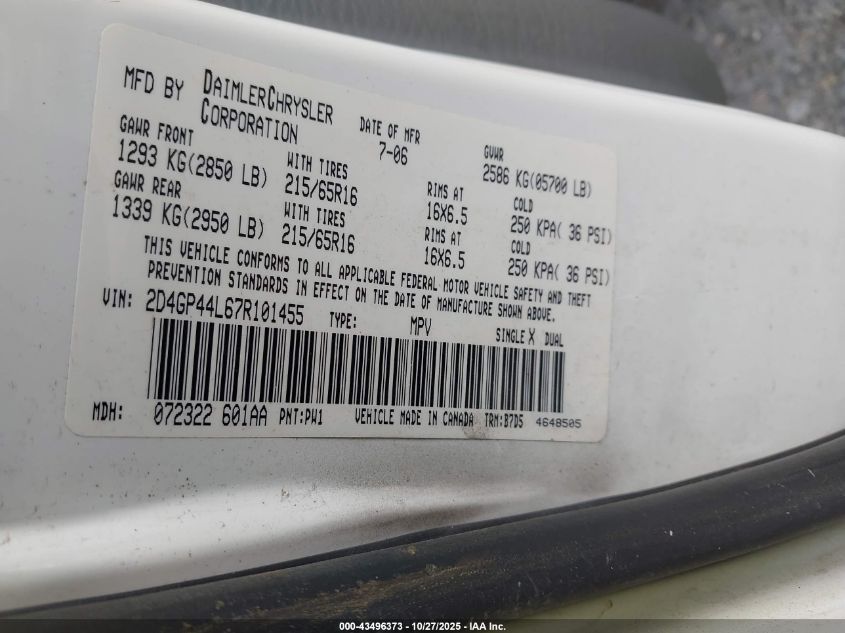 MFD BY DAIMLERCHRYSLER CORPORATION DATE OF MFR 7-06 GVWR 2586 KG(05700 LB)
GAWR FRONT WITH TIRES RIMS AT COLD
1293 KG(2850 LB) 215/65R16 16X6.5 250 KPA( 36 PSI)
GAWR REAR WITH TIRES RIMS AT COLD
1339 KG(2950 LB) 215/65R16 16X6.5 250 KPA( 36 PSI)
THIS VEHICLE CONFORMS TO ALL APPLICABLE FEDERAL MOTOR VEHICLE SAFETY AND THEFT
PREVENTION STANDARDS IN EFFECT ON THE DATE OF MANUFACTURE SHOWN ABOVE.
VIN: 2D4GP44L67R101455 TYPE: MPV SINGLE X DUAL
MDH: 072322 601AA PNT:PW1 VEHICLE MADE IN CANADA TRM:B7D5 4648505
000-43496373 - 10/27/2025 - IAA Inc.